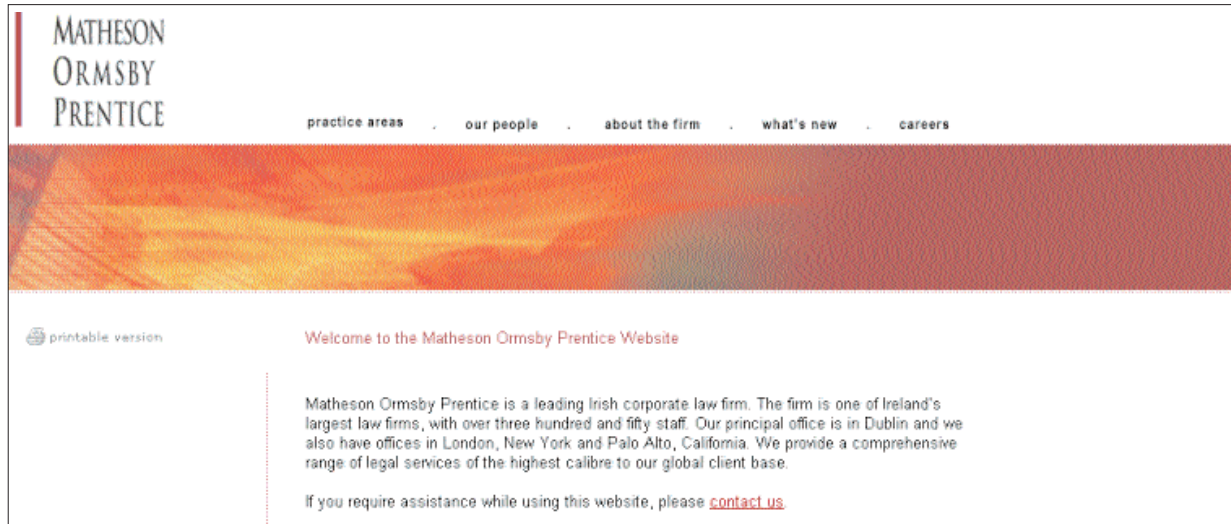 MATHESON
ORMSBY
PRENTICE
practice areas . our people . about the firm . what's new . careers
printable version
Welcome to the Matheson Ormsby Prentice Website
Matheson Ormsby Prentice is a leading Irish corporate law firm. The firm is one of Ireland's
largest law firms, with over three hundred and fifty staff. Our principal office is in Dublin and we
also have offices in London, New York and Palo Alto, California. We provide a comprehensive
range of legal services of the highest calibre to our global client base.
If you require assistance while using this website, please contact us.